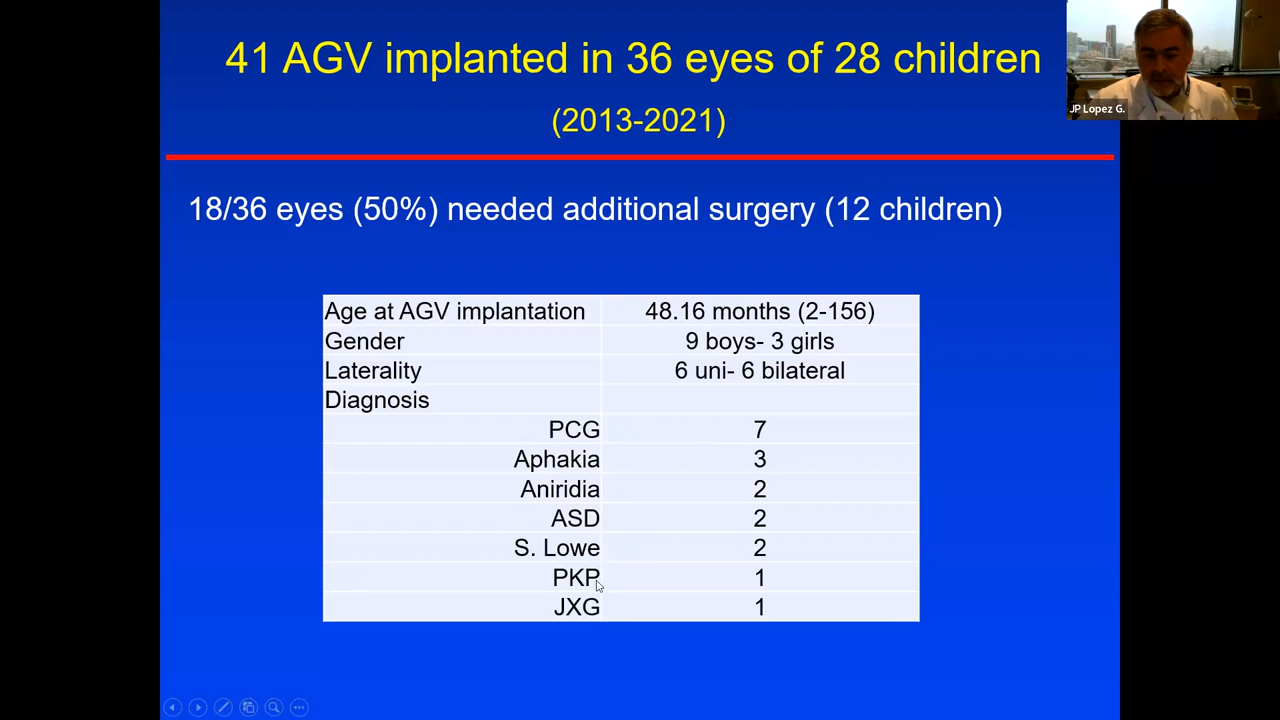 41 AGV implanted in 36 eyes of 28 children
(2013-2021)
JP Lopez G.
18/36 eyes (50%) needed additional surgery (12 children)
Age at AGV implantation 48.16 months (2-156)
Gender 9 boys- 3 girls
Laterality 6 uni- 6 bilateral
Diagnosis
PCG 7
Aphakia 3
Aniridia 2
ASD 2
S. Lowe 2
PKP 1
JXG 1